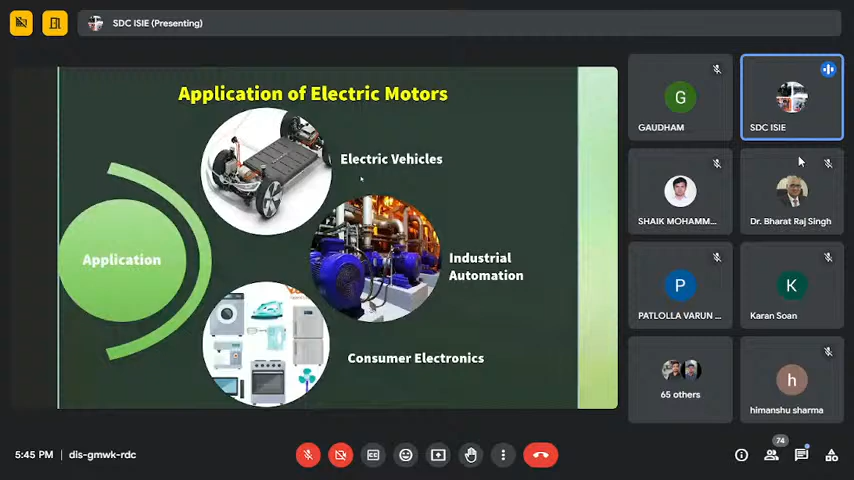 SDC ISIE (Presenting)
Application of Electric Motors
Electric Vehicles
Application
Industrial
Automation
Consumer Electronics
G
GAUDHAM
SDC ISIE
SHAIK MOHAMM...
Dr. Bharat Raj Singh
P
PATLOLLA VARUN ...
K
Karan Soan
65 others
h
himanshu sharma
5:45 PM | dis-gmwk-rdc
74